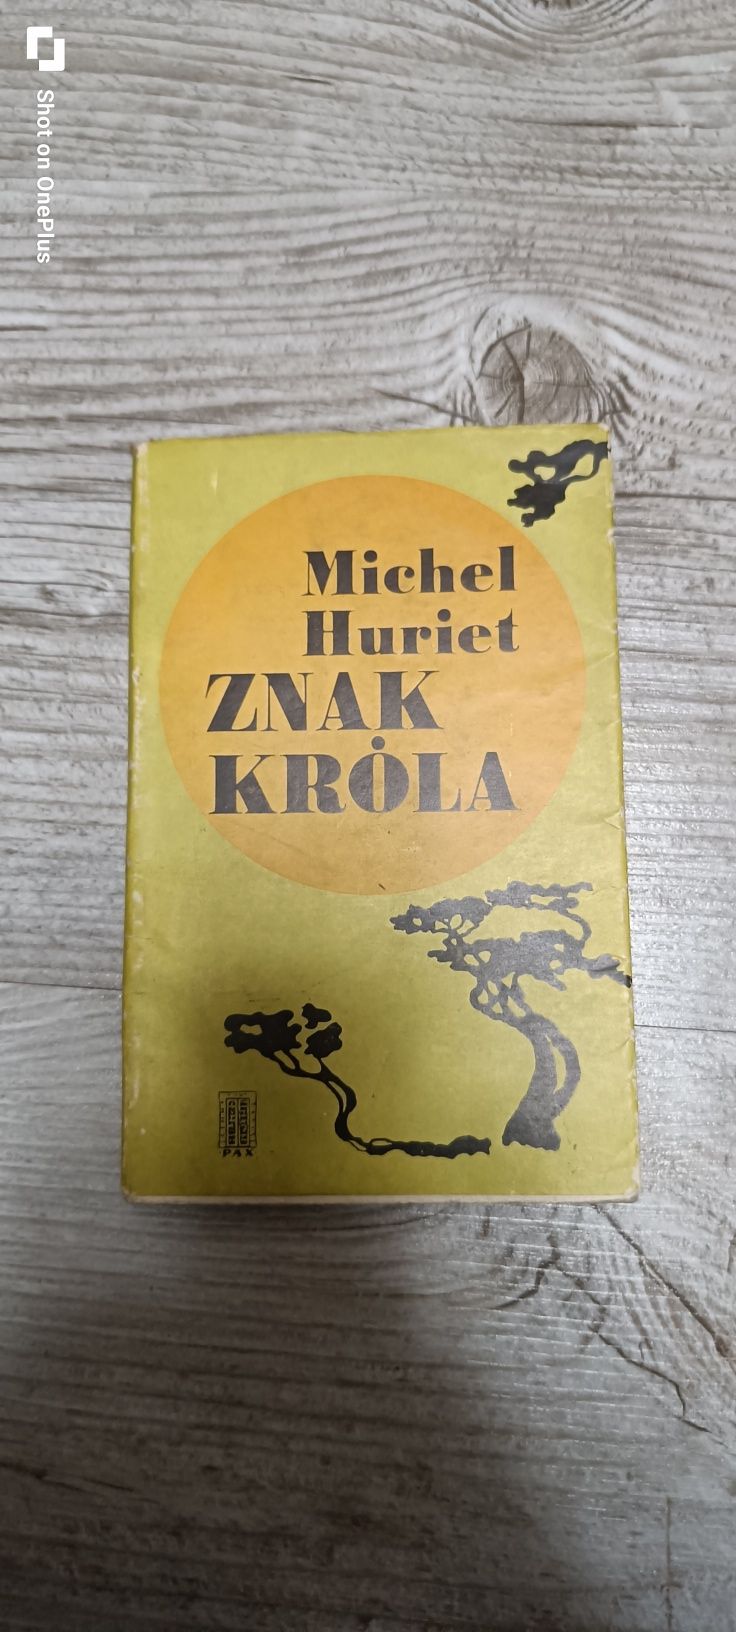 Shot on OnePlus
Michel
Huriet
ZNAK
KRÓLA
PAX